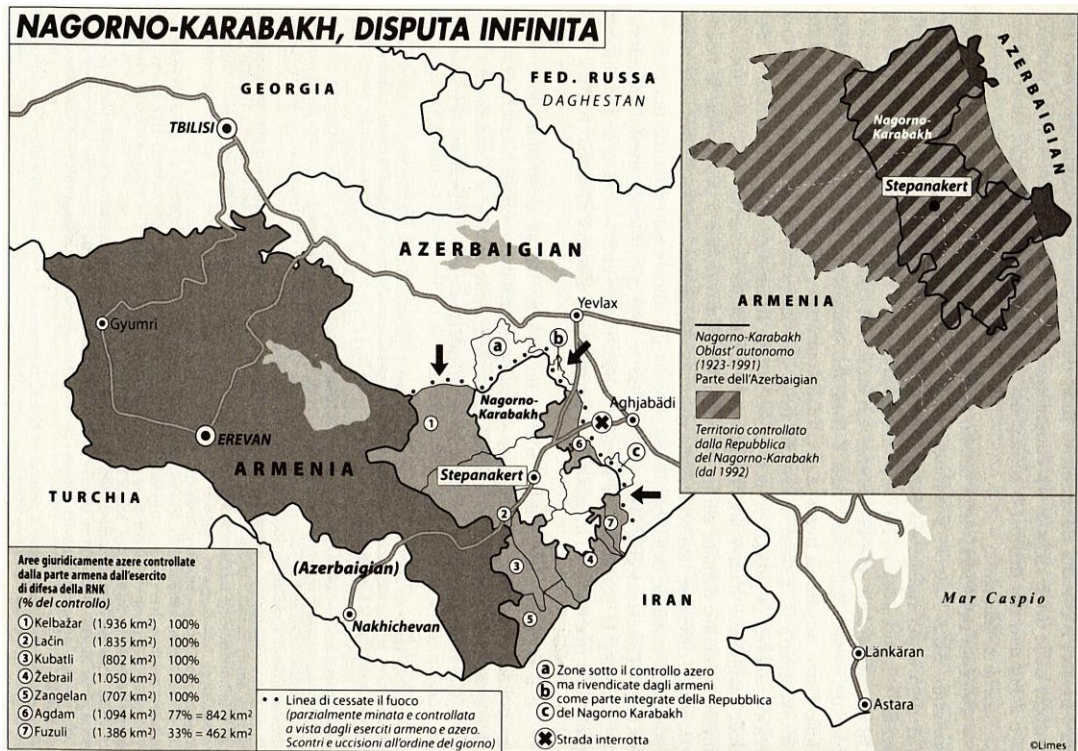 NAGORNO-KARABAKH, DISPUTA INFINITA
GEORGIA
FED. RUSSA
DAGHESTAN
TBILISI
AZERBAIGIAN
Gyumri
Yevlax
a
b
Nagorno-
Karabakh
Aghjabädi
1
6
c
EREVAN
ARMENIA
Stepanakert
TURCHIA
2
7
(Azerbaigian)
3
4
5
Nakhichevan
IRAN
Mar Caspio
Länkäran
Astara
AZERBAIGIAN
Nagorno-
Karabakh
Stepanakert
ARMENIA
Nagorno-Karabakh
Oblast' autonomo
(1923-1991)
Parte dell'Azerbaigian
Territorio controllato
dalla Repubblica
del Nagorno-Karabakh
(dal 1992)
Aree giuridicamente azere controllate
dalla parte armena dall'esercito
di difesa della RNK
(% del controllo)
1 Kelbažar (1.936 km²) 100%
2 Lačin (1.835 km²) 100%
3 Kubatli (802 km²) 100%
4 Žebrail (1.050 km²) 100%
5 Zangelan (707 km²) 100%
6 Agdam (1.094 km²) 77% = 842 km²
7 Fuzuli (1.386 km²) 33% = 462 km²
Linea di cessate il fuoco
(parzialmente minata e controllata
a vista dagli eserciti armeno e azero.
Scontri e uccisioni all'ordine del giorno)
a Zone sotto il controllo azero
b ma rivendicate dagli armeni
come parte integrate della Repubblica
c del Nagorno Karabakh
Strada interrotta
©Limes